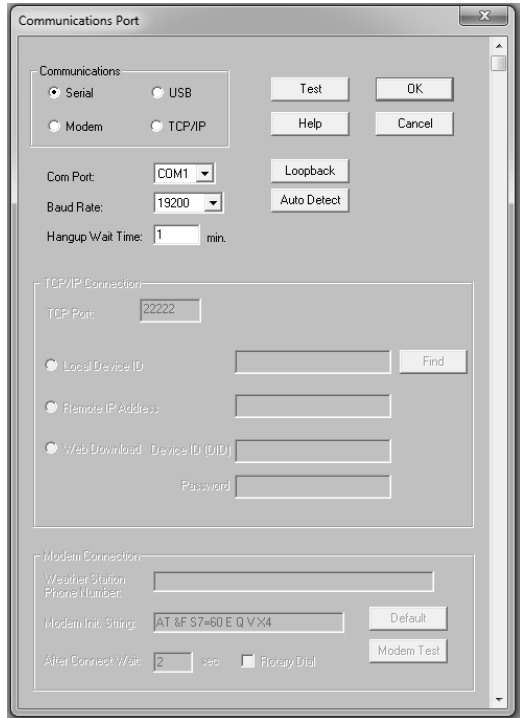 Communications Port
Communications
Serial USB Test OK
Modem TCP/IP Help Cancel
Com Port: COM1 Loopback
Baud Rate: 19200 Auto Detect
Hangup Wait Time: 1 min.
TCP/IP Connection
TCP Port: 22222
Local Device ID Find
Remote IP Address
Web Download Device ID (DID)
Password
Modem Connection
Weather Station
Phone Number:
Modem Init. String: AT &F S7=60 E Q V X4 Default
After Connect Wait: 2 sec Rotary Dial Modem Test